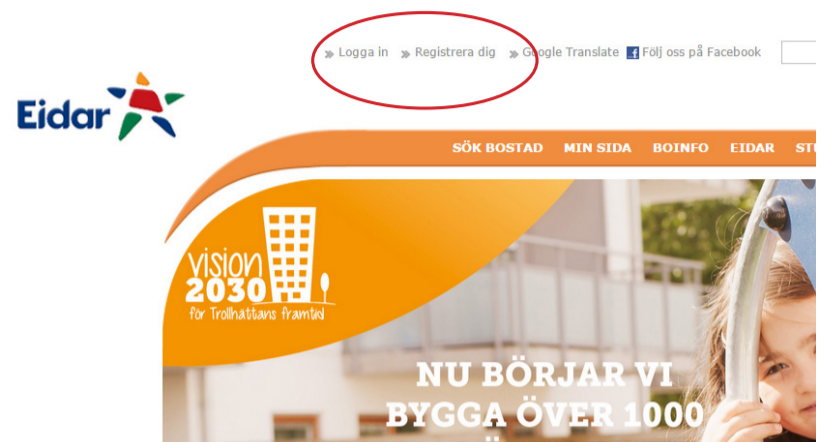 » Logga in » Registrera dig » Google Translate f Följ oss på Facebook
Eidar
SÖK BOSTAD MIN SIDA BOINFO EIDAR
vision
2030
för Trollhättans framtid
NU BÖRJAR VI
BYGGA ÖVER 1000